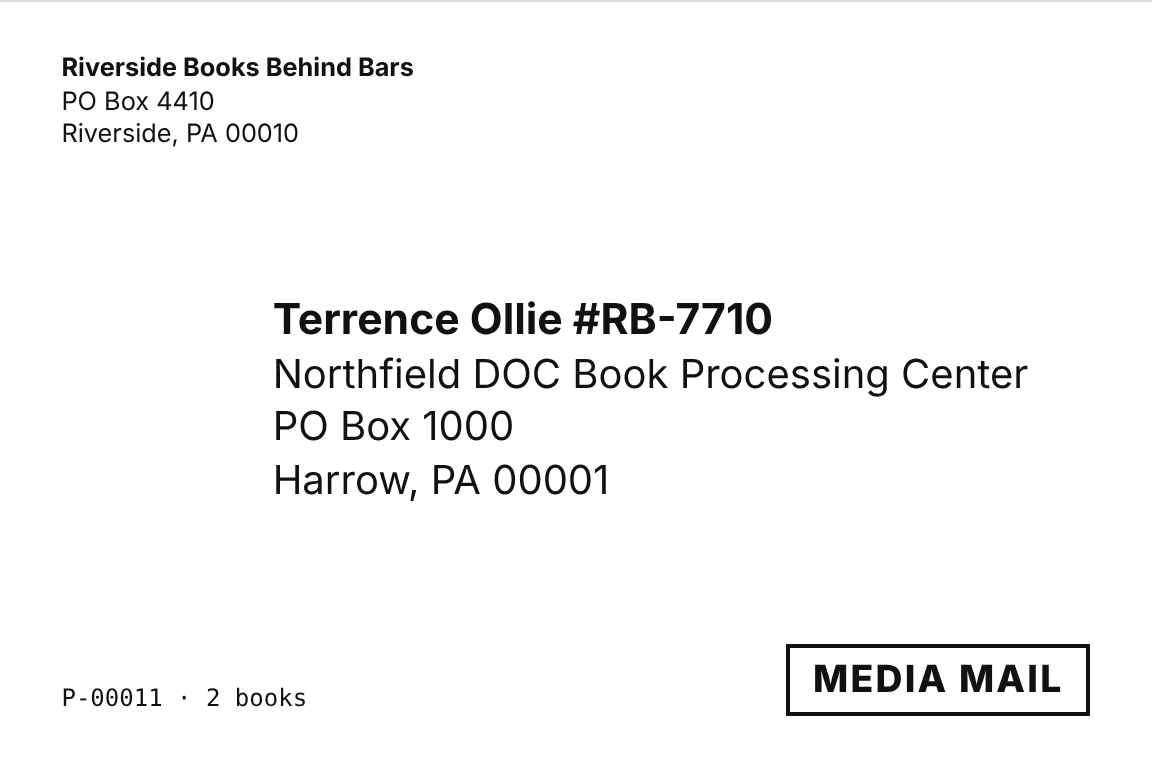 Riverside Books Behind Bars
PO Box 4410
Riverside, PA 00010
Terrence Ollie #RB-7710
Northfield DOC Book Processing Center
PO Box 1000
Harrow, PA 00001
P-00011 · 2 books
MEDIA MAIL